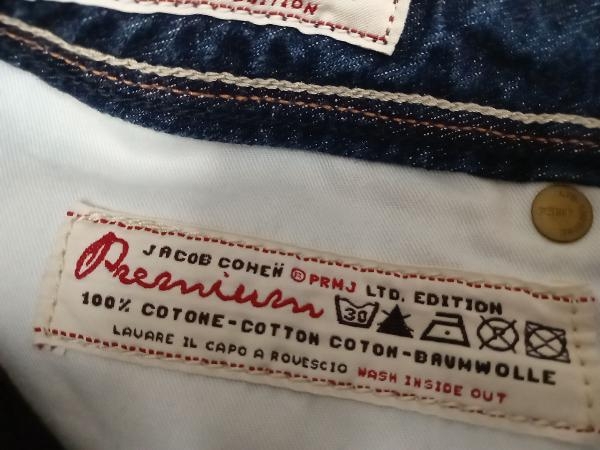 EDITION
JACOB COHEN ® PRMJ LTD. EDITION
Premium
30
100% COTONE-COTTON COTON-BAUMWOLLE
LAVARE IL CAPO A ROVESCIO WASH INSIDE OUT